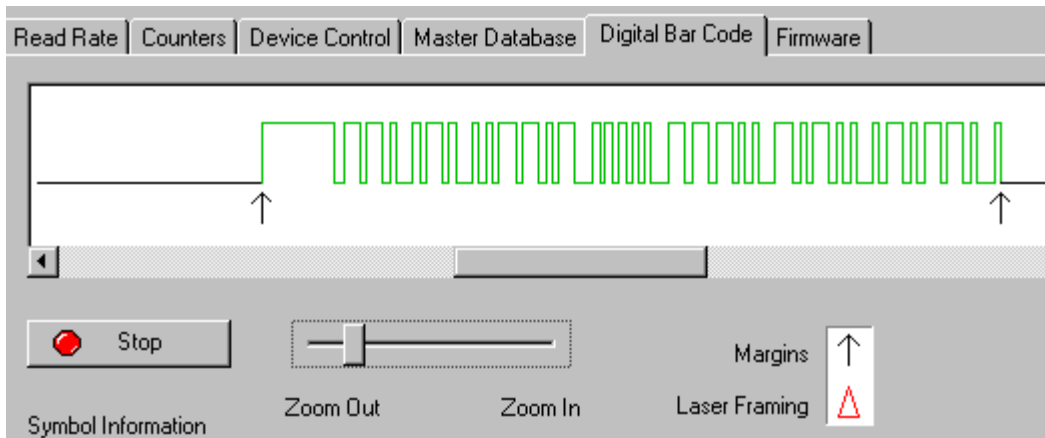 Read Rate Counters Device Control Master Database Digital Bar Code Firmware
Stop
Margins
Zoom Out Zoom In Laser Framing
Symbol Information